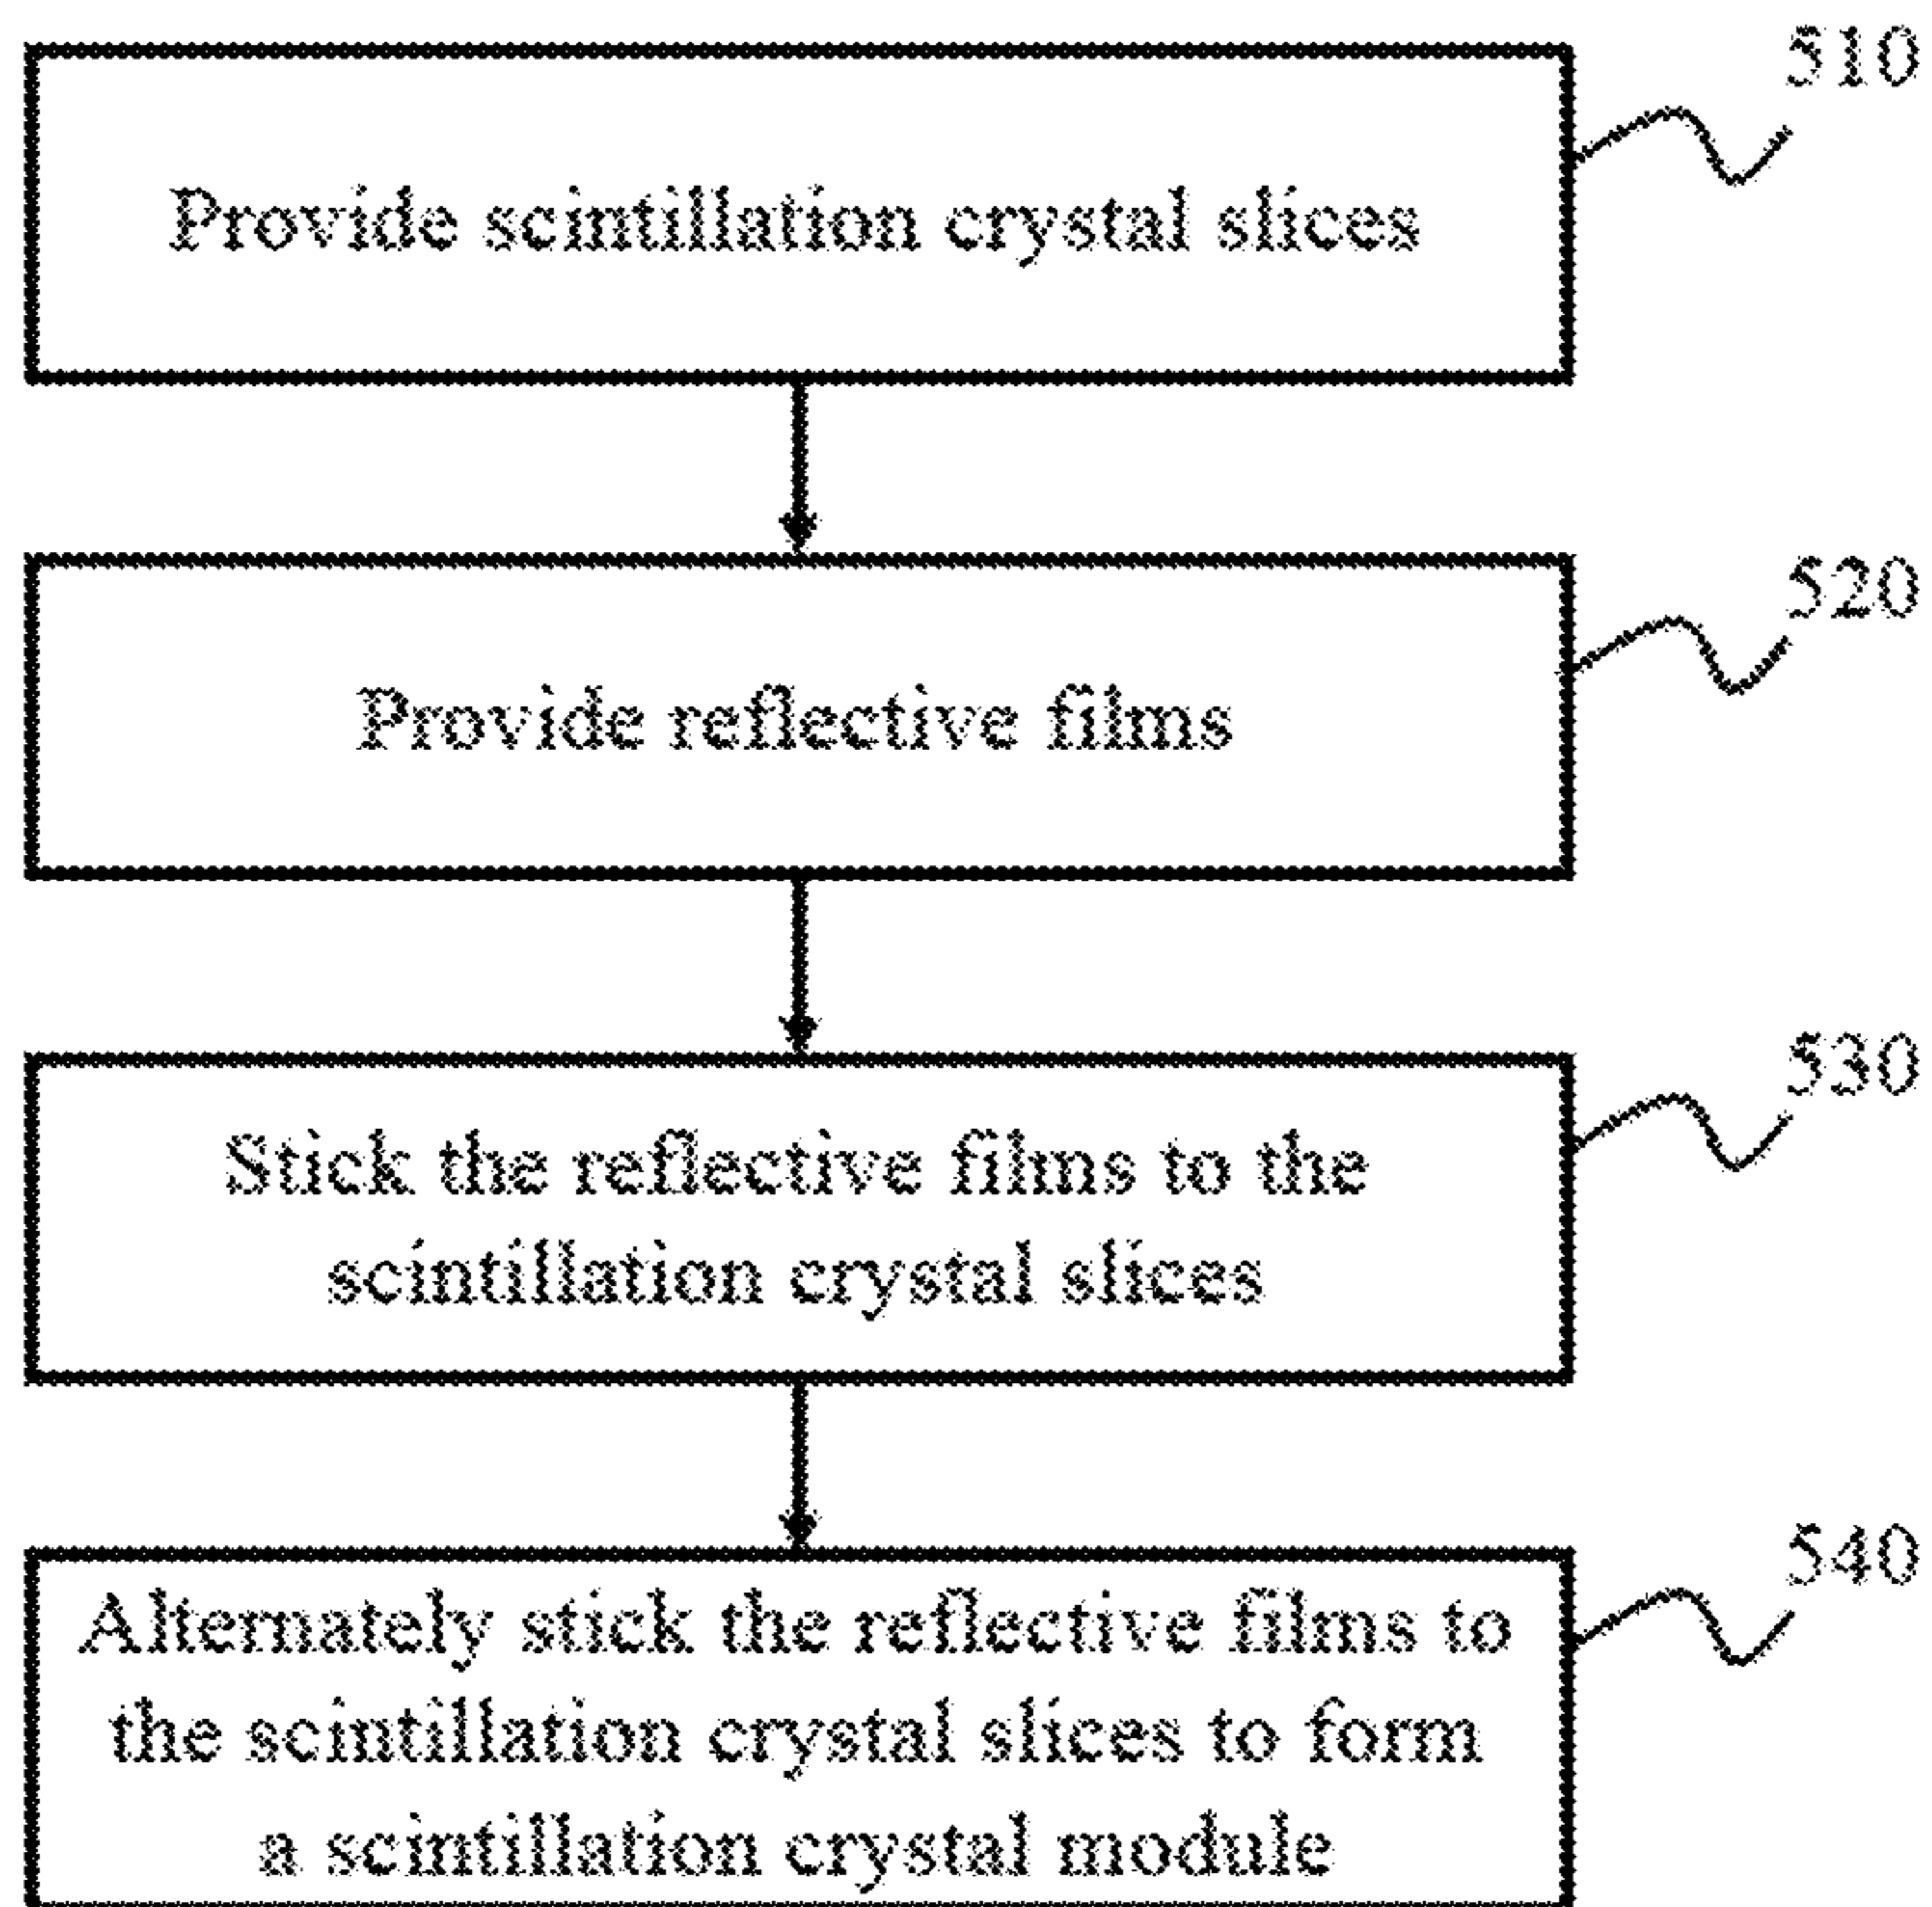 510
Provide scintillation crystal slices
520
Provide reflective films
530
Stick the reflective films to the
scintillation crystal slices
540
Alternately stick the reflective films to
the scintillation crystal slices to form
a scintillation crystal module